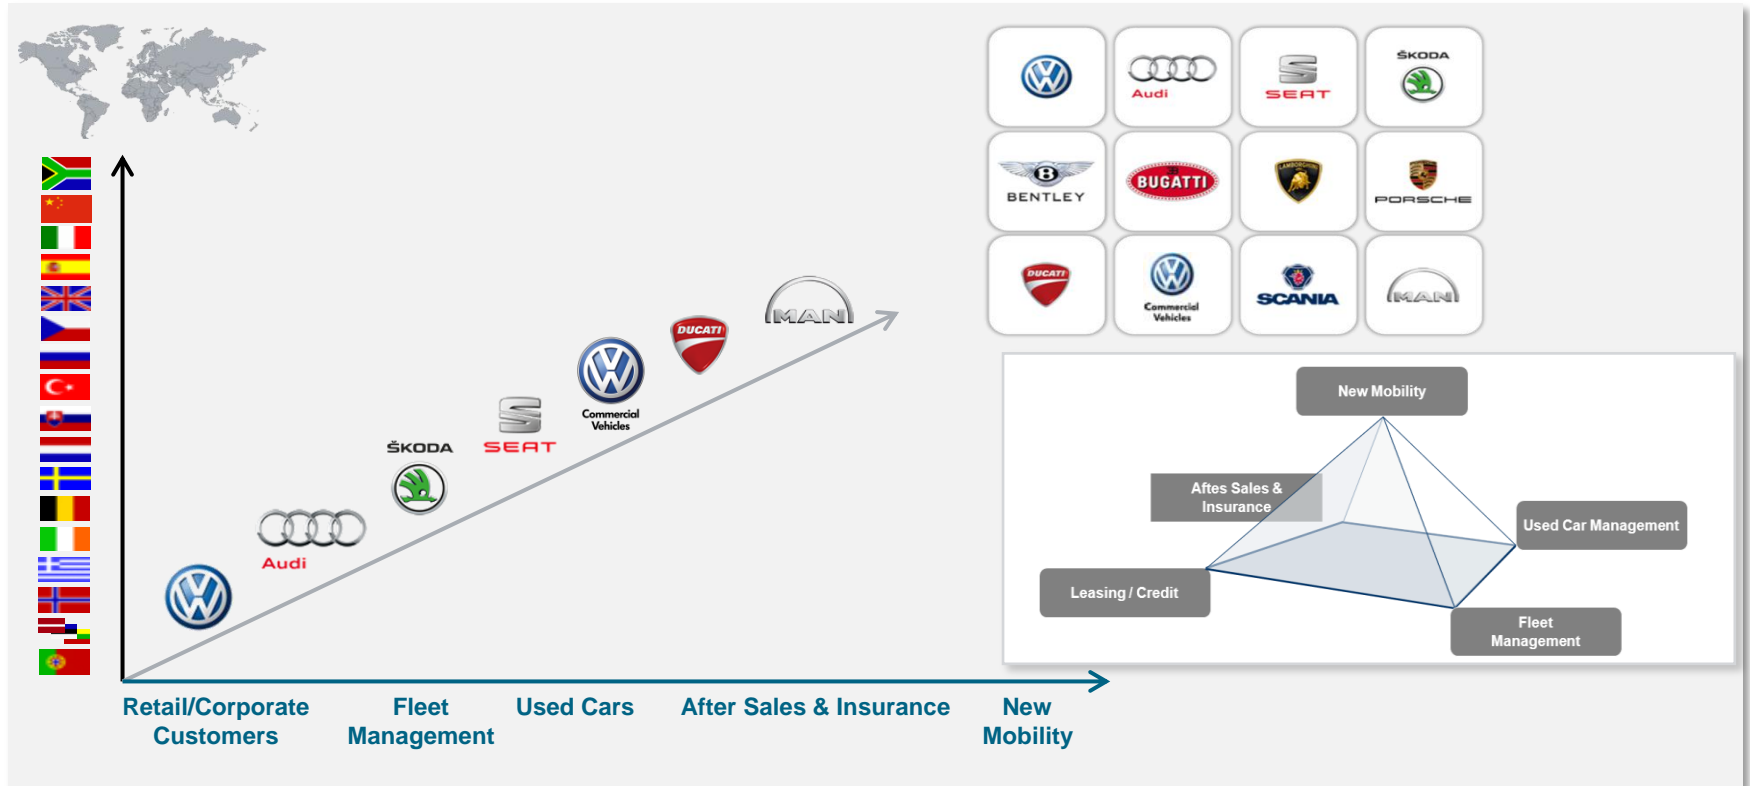 Audi
SEAT
ŠKODA
BENTLEY
BUGATTI
LAMBORGHINI
PORSCHE
DUCATI
Commercial
Vehicles
SCANIA
MAN
MAN
DUCATI
Commercial
Vehicles
SEAT
ŠKODA
Audi
New Mobility
Aftes Sales &
Insurance
Used Car Management
Leasing / Credit
Fleet
Management
Retail/Corporate
Customers
Fleet
Management
Used Cars
After Sales & Insurance
New
Mobility